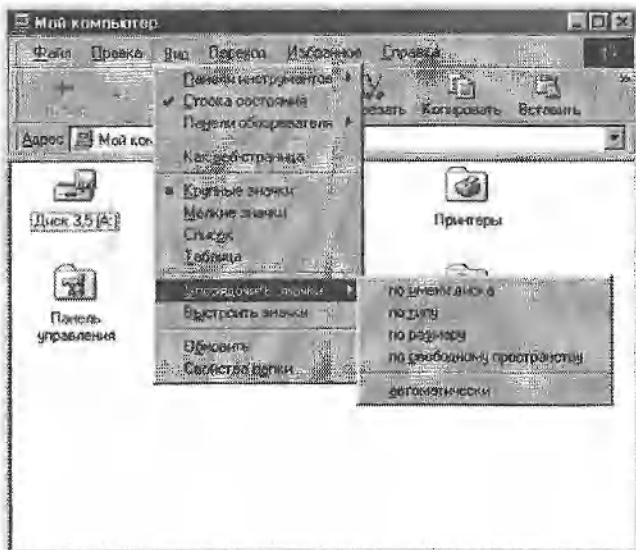 Мой компьютер
Файл Правка Вид Переход Избранное Справка
Панели инструментов
Строка состояния
Панели обозревателя
Как веб-страница
Крупные значки
Мелкие значки
Список
Таблица
Упорядочить значки
Выстроить значки
Обновить
Свойства папки
резать Копировать Вставить
Адрес Мой ком
Диск 3,5 (A:)
Принтеры
Панель
управления
по имени диска
по типу
по размеру
по свободному пространству
автоматически